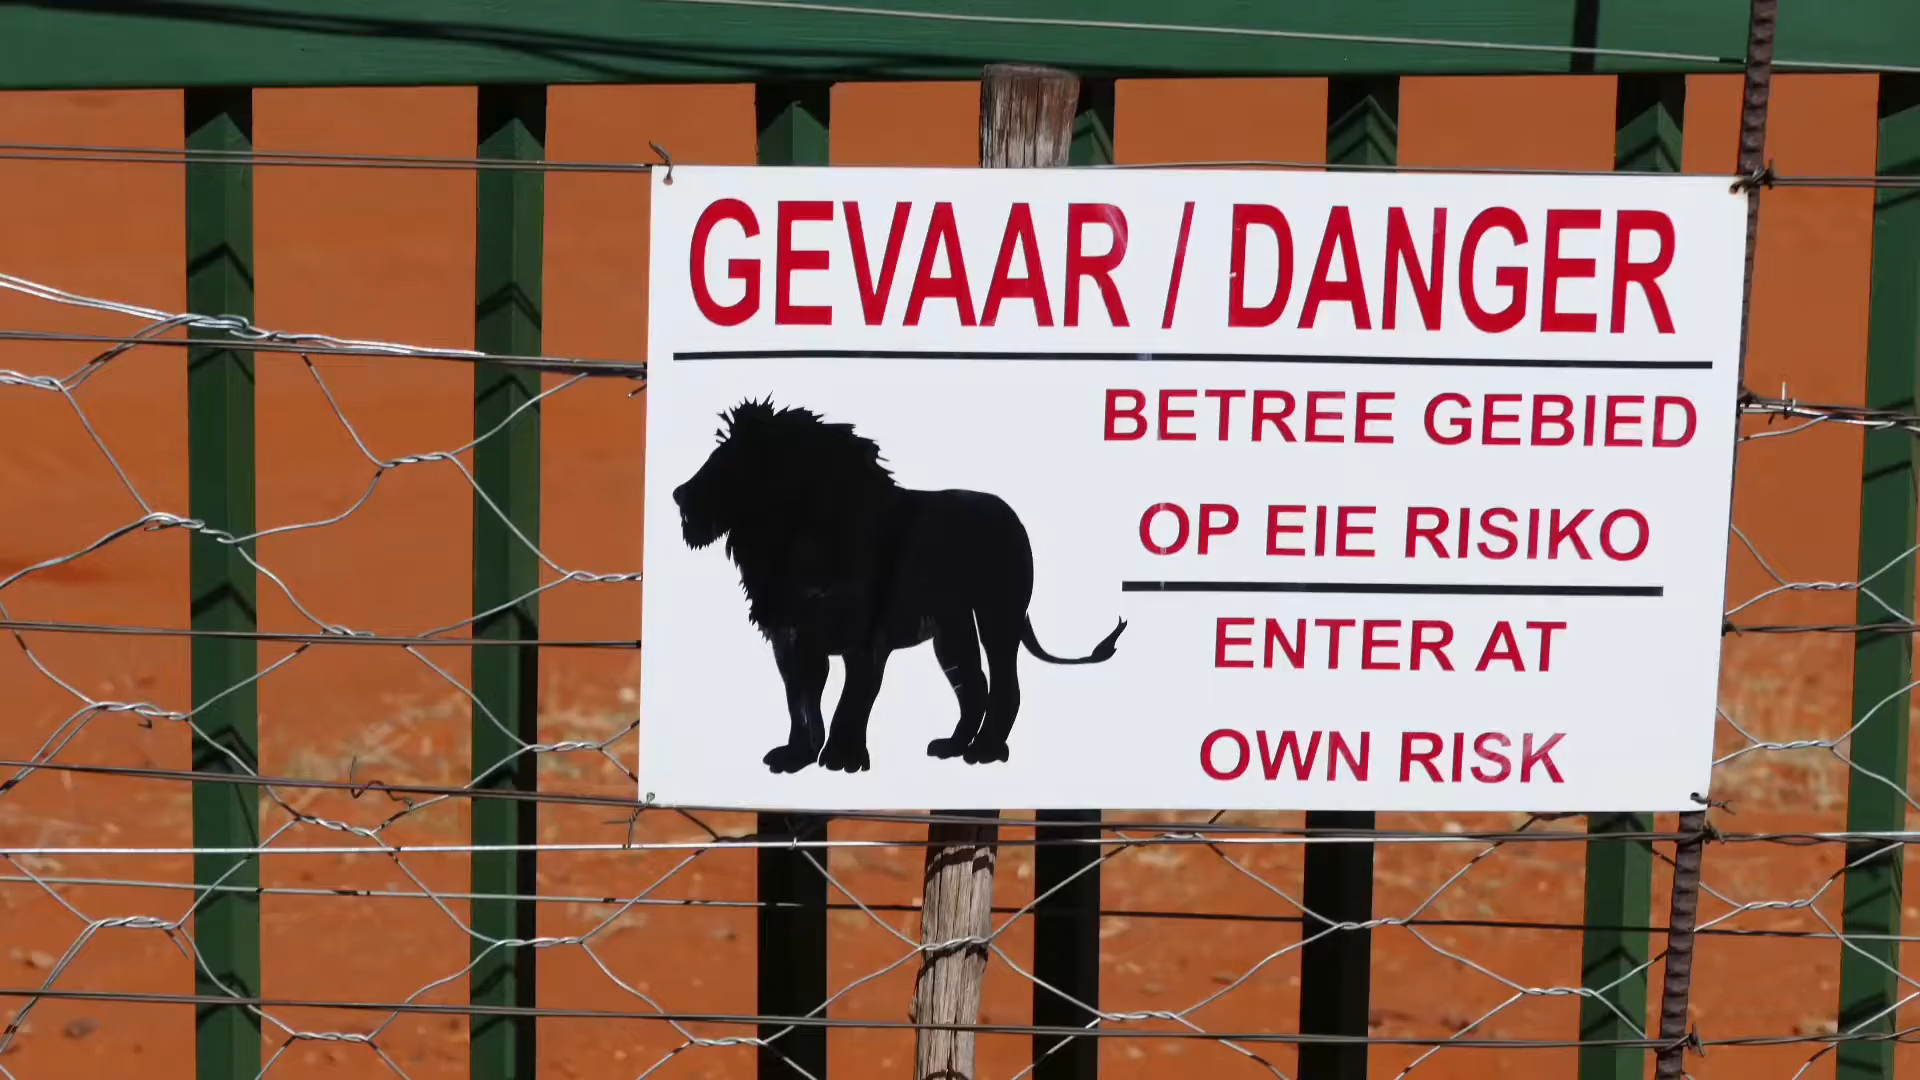 GEVAAR / DANGER
BETREE GEBIED
OP EIE RISIKO
ENTER AT
OWN RISK